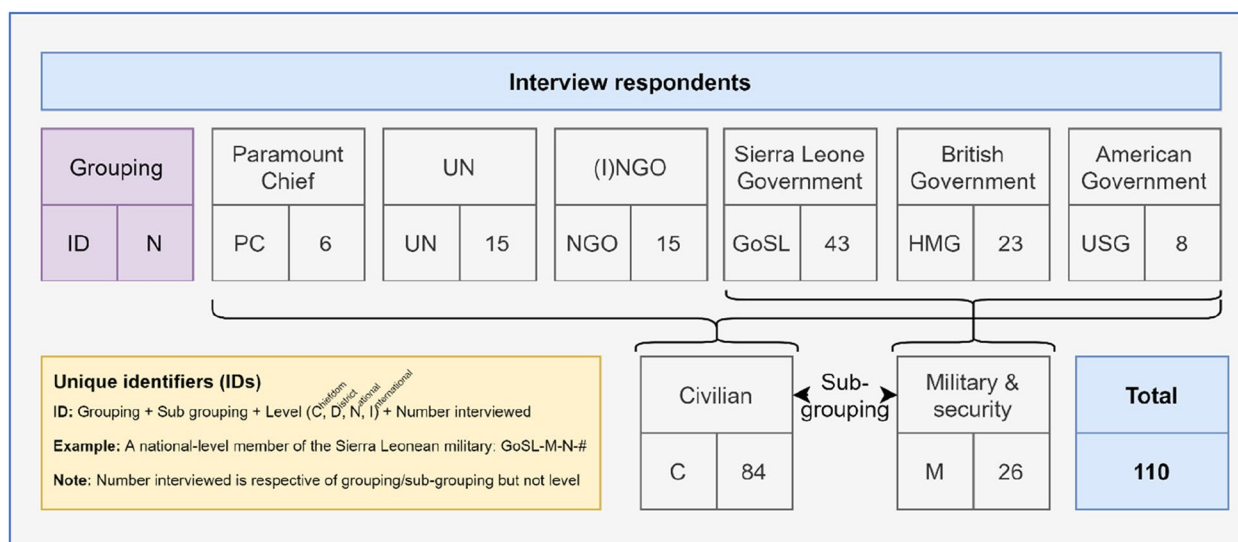 Interview respondents
Grouping
ID N
Paramount
Chief
PC 6
UN
UN 15
(I)NGO
NGO 15
Sierra Leone
Government
GoSL 43
British
Government
HMG 23
American
Government
USG 8
Unique identifiers (IDs)
ID: Grouping + Sub grouping + Level (Chiefdom, District, National, International) + Number interviewed
Example: A national-level member of the Sierra Leonean military: GoSL-M-N-#
Note: Number interviewed is respective of grouping/sub-grouping but not level
Civilian
C 84
Sub-
grouping
Military &
security
M 26
Total
110